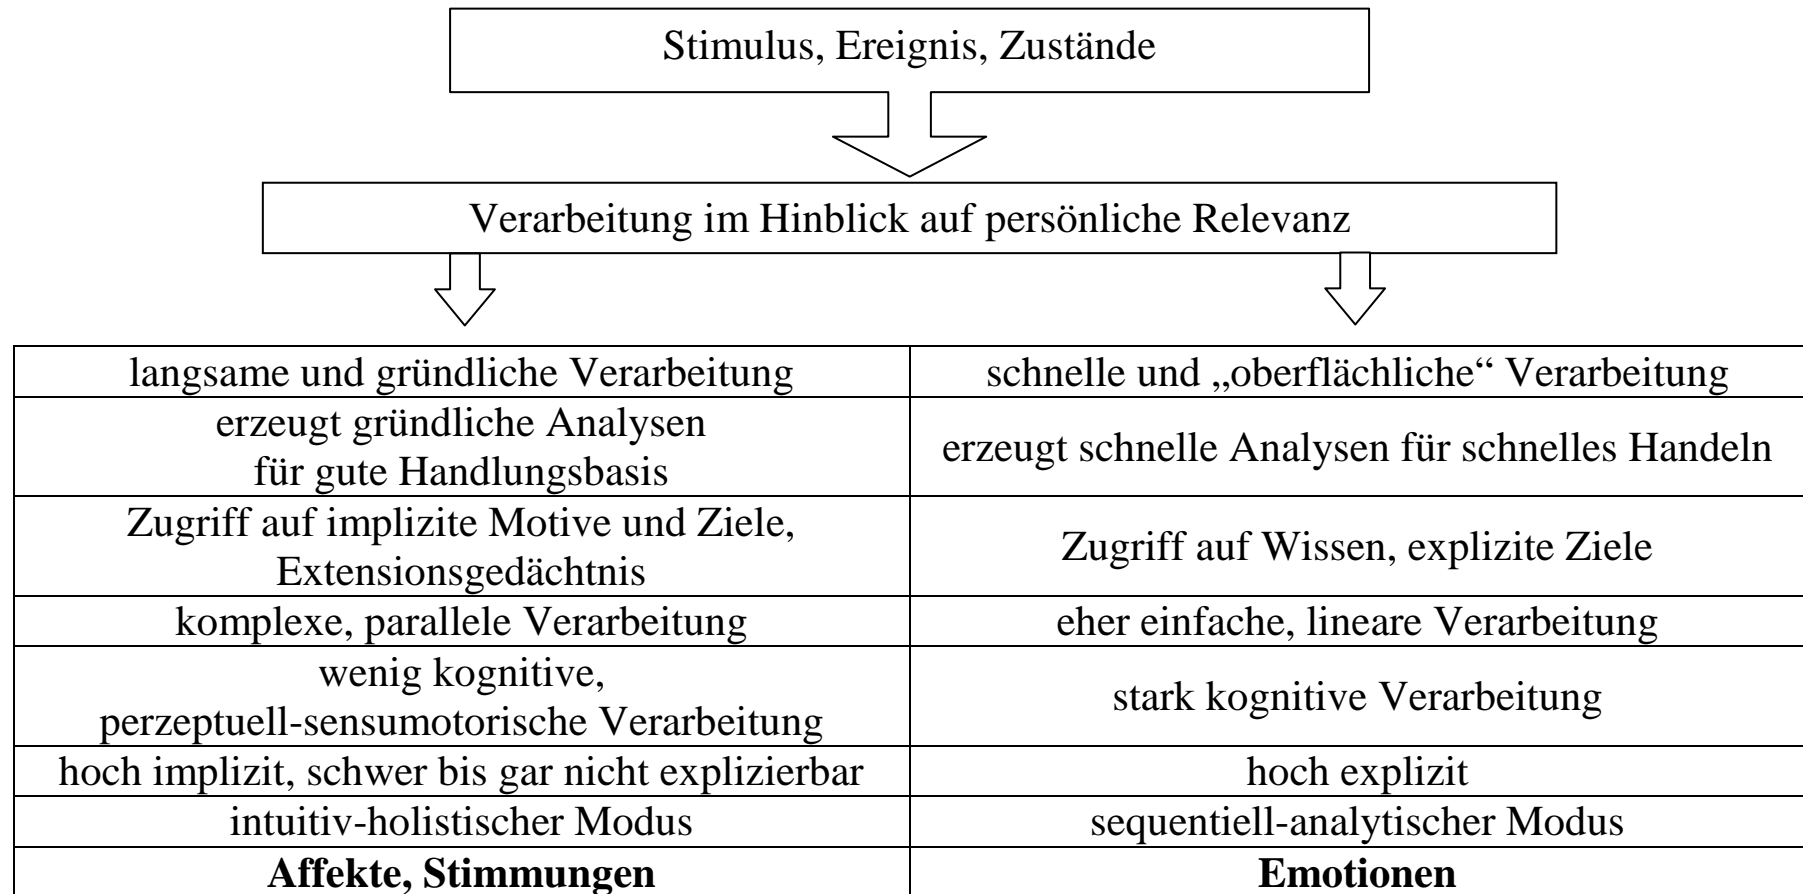 Stimulus, Ereignis, Zustände
Verarbeitung im Hinblick auf persönliche Relevanz
langsame und gründliche Verarbeitung
schnelle und „oberflächliche“ Verarbeitung
erzeugt gründliche Analysen
für gute Handlungsbasis
erzeugt schnelle Analysen für schnelles Handeln
Zugriff auf implizite Motive und Ziele,
Extensionsgedächtnis
Zugriff auf Wissen, explizite Ziele
komplexe, parallele Verarbeitung
eher einfache, lineare Verarbeitung
wenig kognitive,
perzeptuell-sensumotorische Verarbeitung
stark kognitive Verarbeitung
hoch implizit, schwer bis gar nicht explizierbar
hoch explizit
intuitiv-holistischer Modus
sequentiell-analytischer Modus
Affekte, Stimmungen
Emotionen